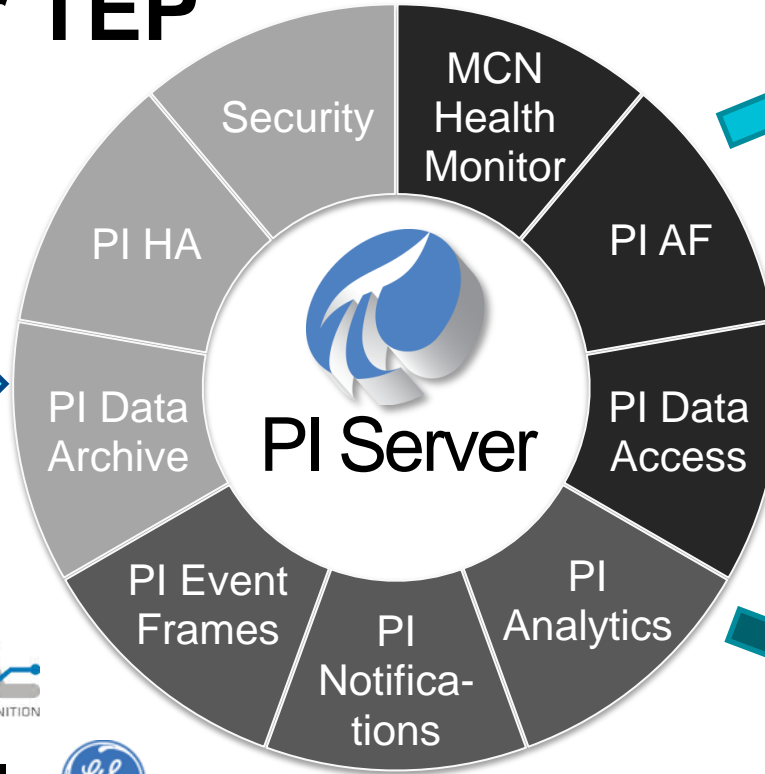 TEP
MCN
Health
Monitor
Security
PI AF
PI HA
PI Data
Access
PI Data
Archive
PI Server
PI
Analytics
PI Event
Frames
PI
Notifica-
tions
NITION